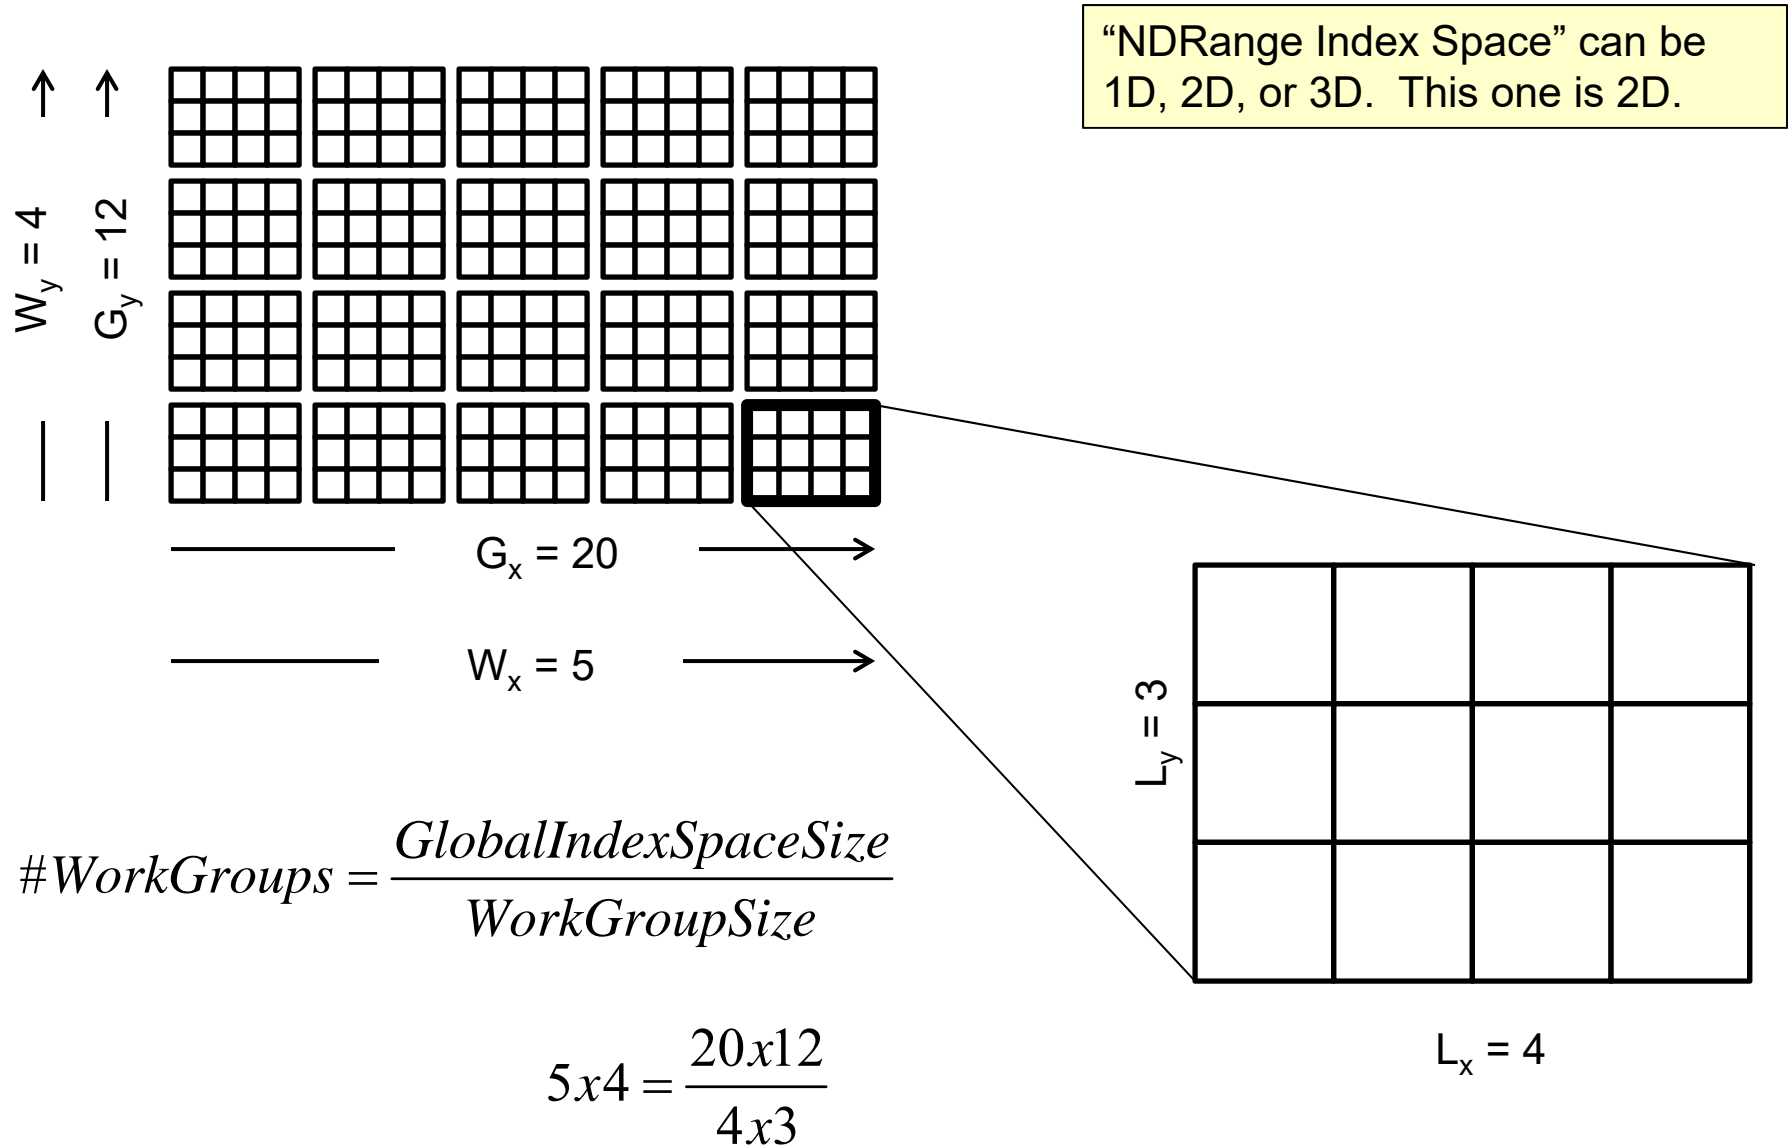 “NDRange Index Space” can be
1D, 2D, or 3D.  This one is 2D.
Wy = 4
Gy = 12
Gx = 20
Wx = 5
Ly = 3
Lx = 4
#WorkGroups = GlobalIndexSpaceSize
WorkGroupSize
5x4 = 20x12
4x3